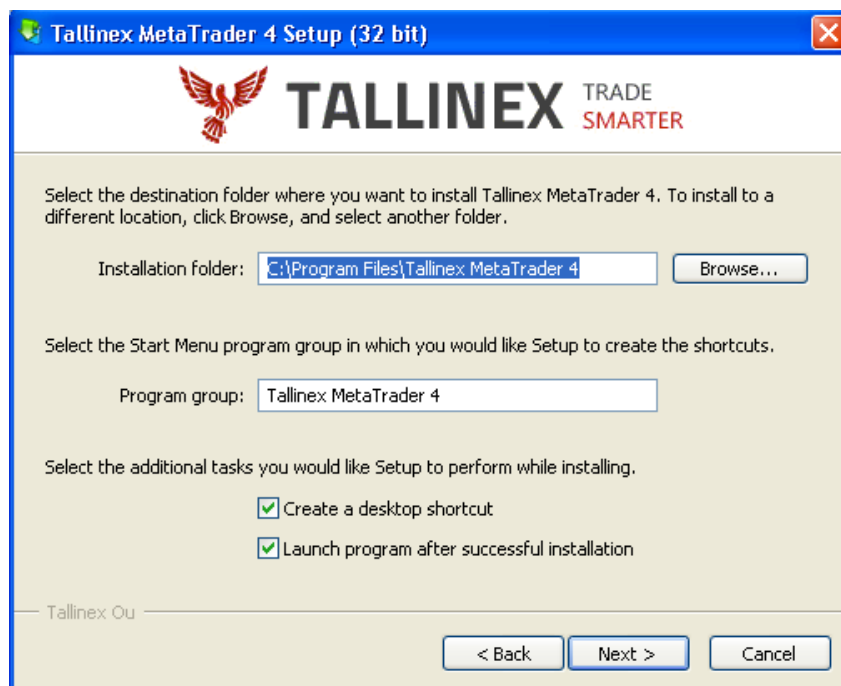 Tallinex MetaTrader 4 Setup (32 bit)
TALLINEX TRADE
SMARTER
Select the destination folder where you want to install Tallinex MetaTrader 4. To install to a
different location, click Browse, and select another folder.
Installation folder: C:\Program Files\Tallinex MetaTrader 4 Browse...
Select the Start Menu program group in which you would like Setup to create the shortcuts.
Program group: Tallinex MetaTrader 4
Select the additional tasks you would like Setup to perform while installing.
Create a desktop shortcut
Launch program after successful installation
Tallinex Ou
< Back Next > Cancel